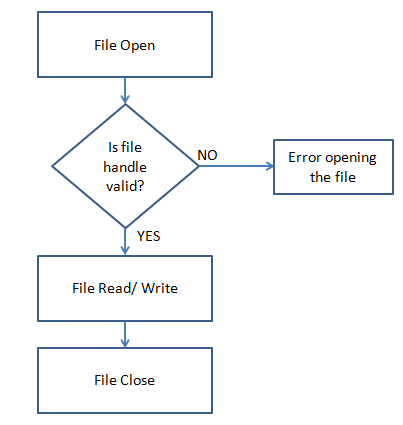 File Open
Is file
handle
valid?
NO
Error opening
the file
YES
File Read/ Write
File Close